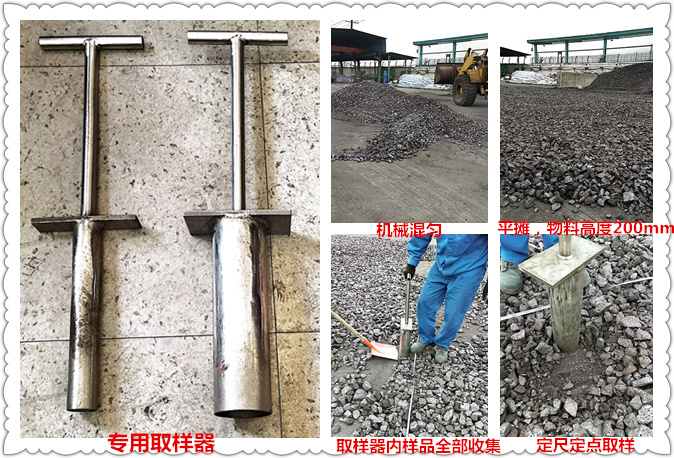 机械混匀
平摊，物料高度200mm
专用取样器
取样器内样品全部收集
定尺定点取样